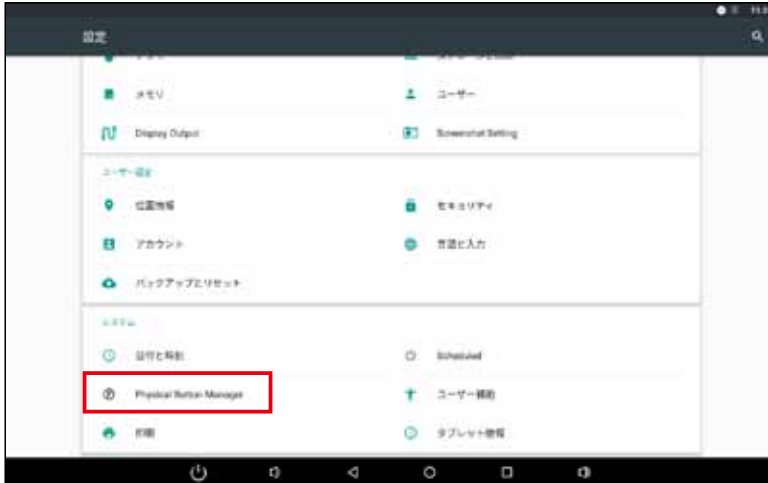 設定
メモリ
ユーザー
Display Output
Screenshot Setting
ユーザー設定
位置情報
セキュリティ
アカウント
言語と入力
バックアップとリセット
システム
日付と時刻
Scheduled
Physical Button Manager
ユーザー補助
印刷
タブレット情報